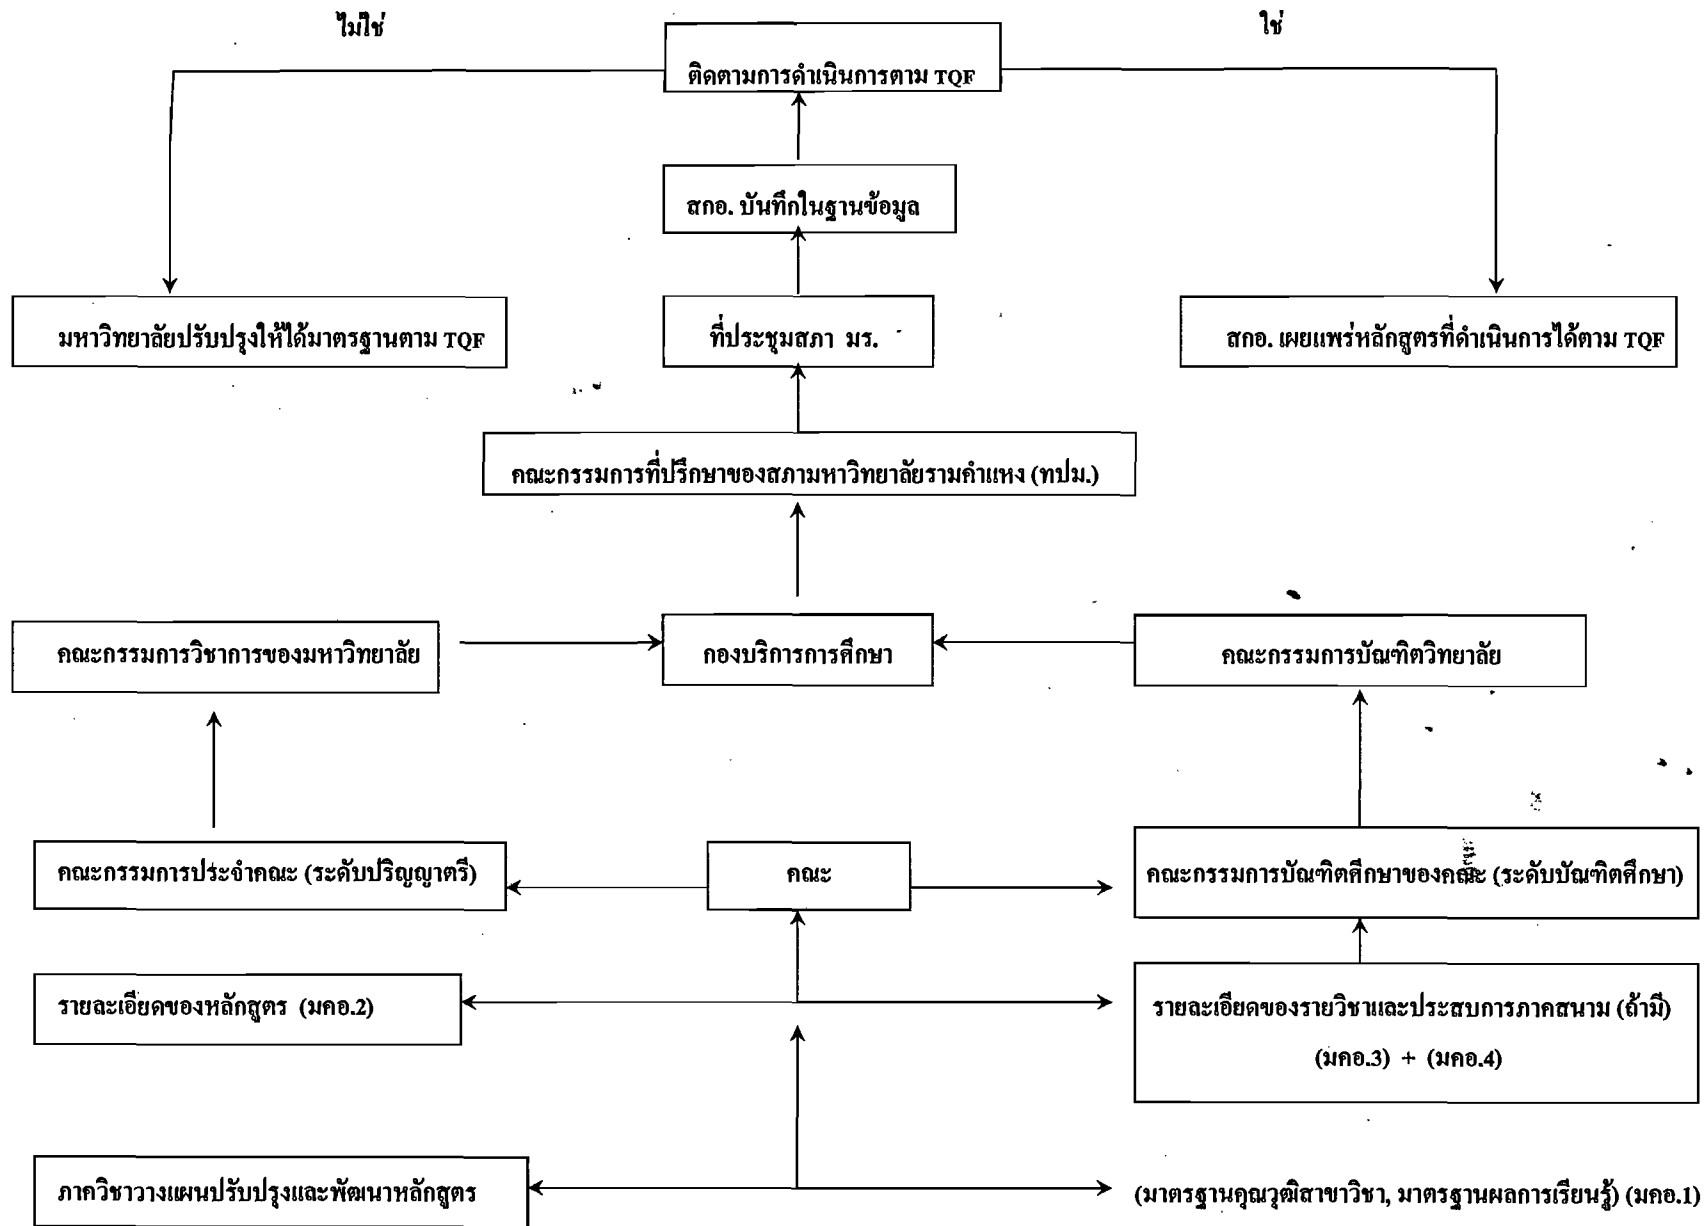 ไม่ใช่
ใช่
ติดตามการดำเนินการตาม TQF
สกอ. บันทึกในฐานข้อมูล
มหาวิทยาลัยปรับปรุงให้ได้มาตรฐานตาม TQF
ที่ประชุมสภา มร.
สกอ. เผยแพร่หลักสูตรที่ดำเนินการได้ตาม TQF
คณะกรรมการที่ปรึกษาของสภามหาวิทยาลัยรามคำแหง (ทปม.)
คณะกรรมการวิชาการของมหาวิทยาลัย
กองบริการการศึกษา
คณะกรรมการบัณฑิตวิทยาลัย
คณะกรรมการประจำคณะ (ระดับปริญญาตรี)
คณะ
คณะกรรมการบัณฑิตศึกษาของคณะ (ระดับบัณฑิตศึกษา)
รายละเอียดของหลักสูตร (มคอ.2)
รายละเอียดของรายวิชาและประสบการภาคสนาม (ถ้ามี)
(มคอ.3) + (มคอ.4)
ภาควิชาวางแผนปรับปรุงและพัฒนาหลักสูตร
(มาตรฐานคุณวุฒิสาขาวิชา, มาตรฐานผลการเรียนรู้) (มคอ.1)